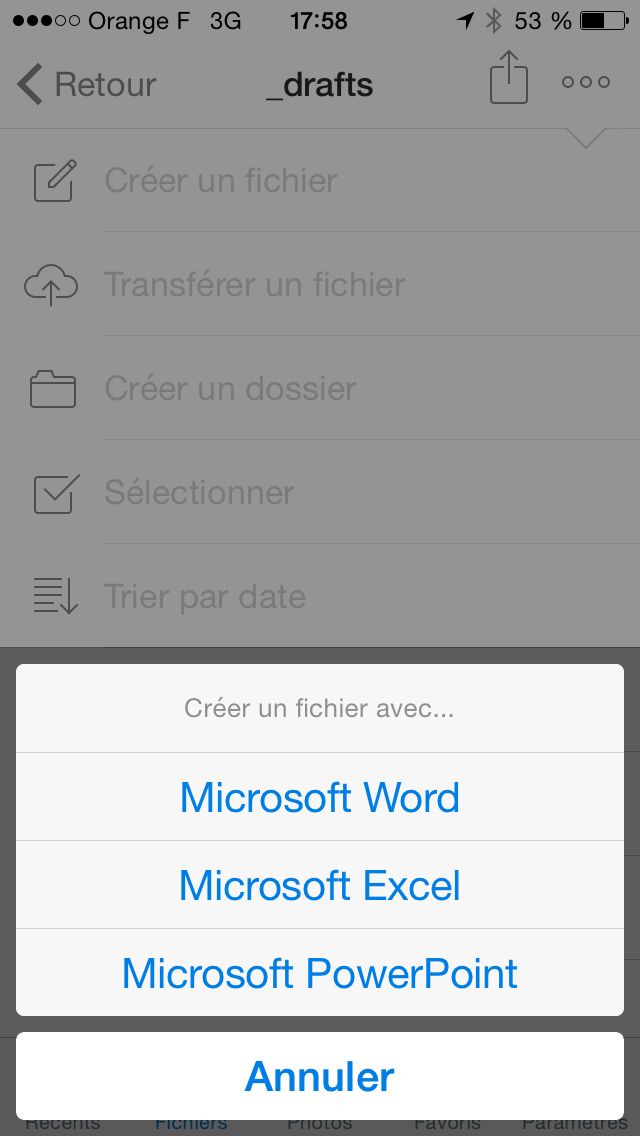 Orange F 3G 17:58 53 %
Retour _drafts
Créer un fichier
Transférer un fichier
Créer un dossier
Sélectionner
Trier par date
Créer un fichier avec...
Microsoft Word
Microsoft Excel
Microsoft PowerPoint
Annuler
Récents Fichiers Photos Favoris Paramètres